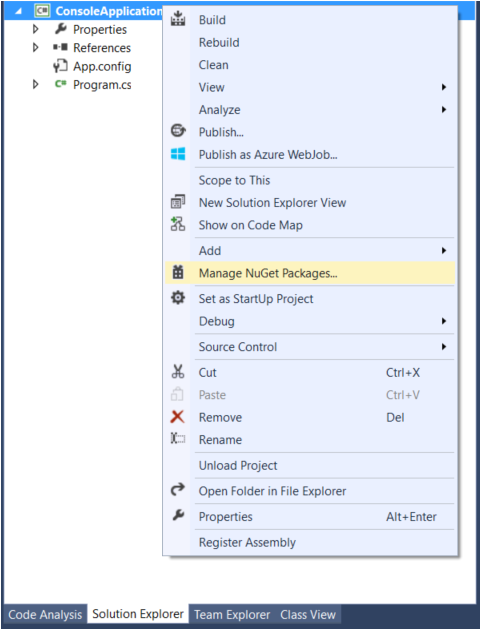 ConsoleApplication
Properties
References
App.config
C# Program.cs
Build
Rebuild
Clean
View
Analyze
Publish...
Publish as Azure WebJob...
Scope to This
New Solution Explorer View
Show on Code Map
Add
Manage NuGet Packages...
Set as StartUp Project
Debug
Source Control
Cut Ctrl+X
Paste Ctrl+V
Remove Del
Rename
Unload Project
Open Folder in File Explorer
Properties Alt+Enter
Register Assembly
Code Analysis Solution Explorer Team Explorer Class View